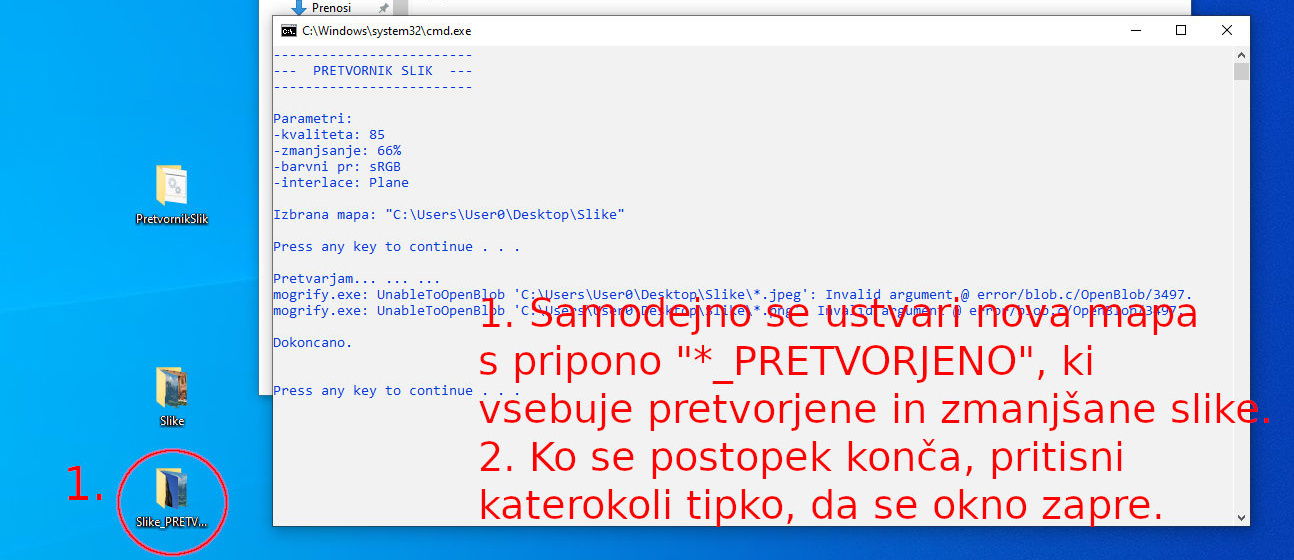 Prenosi
C:\Windows\system32\cmd.exe
-------------------------
---  PRETVORNIK SLIK  ---
-------------------------
Parametri:
-kvaliteta: 85
-zmanjsanje: 66%
-barvni pr: sRGB
-interlace: Plane
Izbrana mapa: "C:\Users\User0\Desktop\Slike"
Press any key to continue . . .
Pretvarjam... ... ...
mogrify.exe: UnableToOpenBlob 'C:\Users\User0\Desktop\Slike\*.jpeg': Invalid argument @ error/blob.c/OpenBlob/3497.
mogrify.exe: UnableToOpenBlob 'C:\Users\User0\Desktop\Slike\*.png': Invalid argument @ error/blob.c/OpenBlob/3497.
Dokoncano.
Press any key to continue . . .
1. Samodejno se ustvari nova mapa
s pripono "*_PRETVORJENO", ki
vsebuje pretvorjene in zmanjšane slike.
2. Ko se postopek konča, pritisni
katerokoli tipko, da se okno zapre.
PretvornikSlik
Slike
1.
Slike_PRETV...